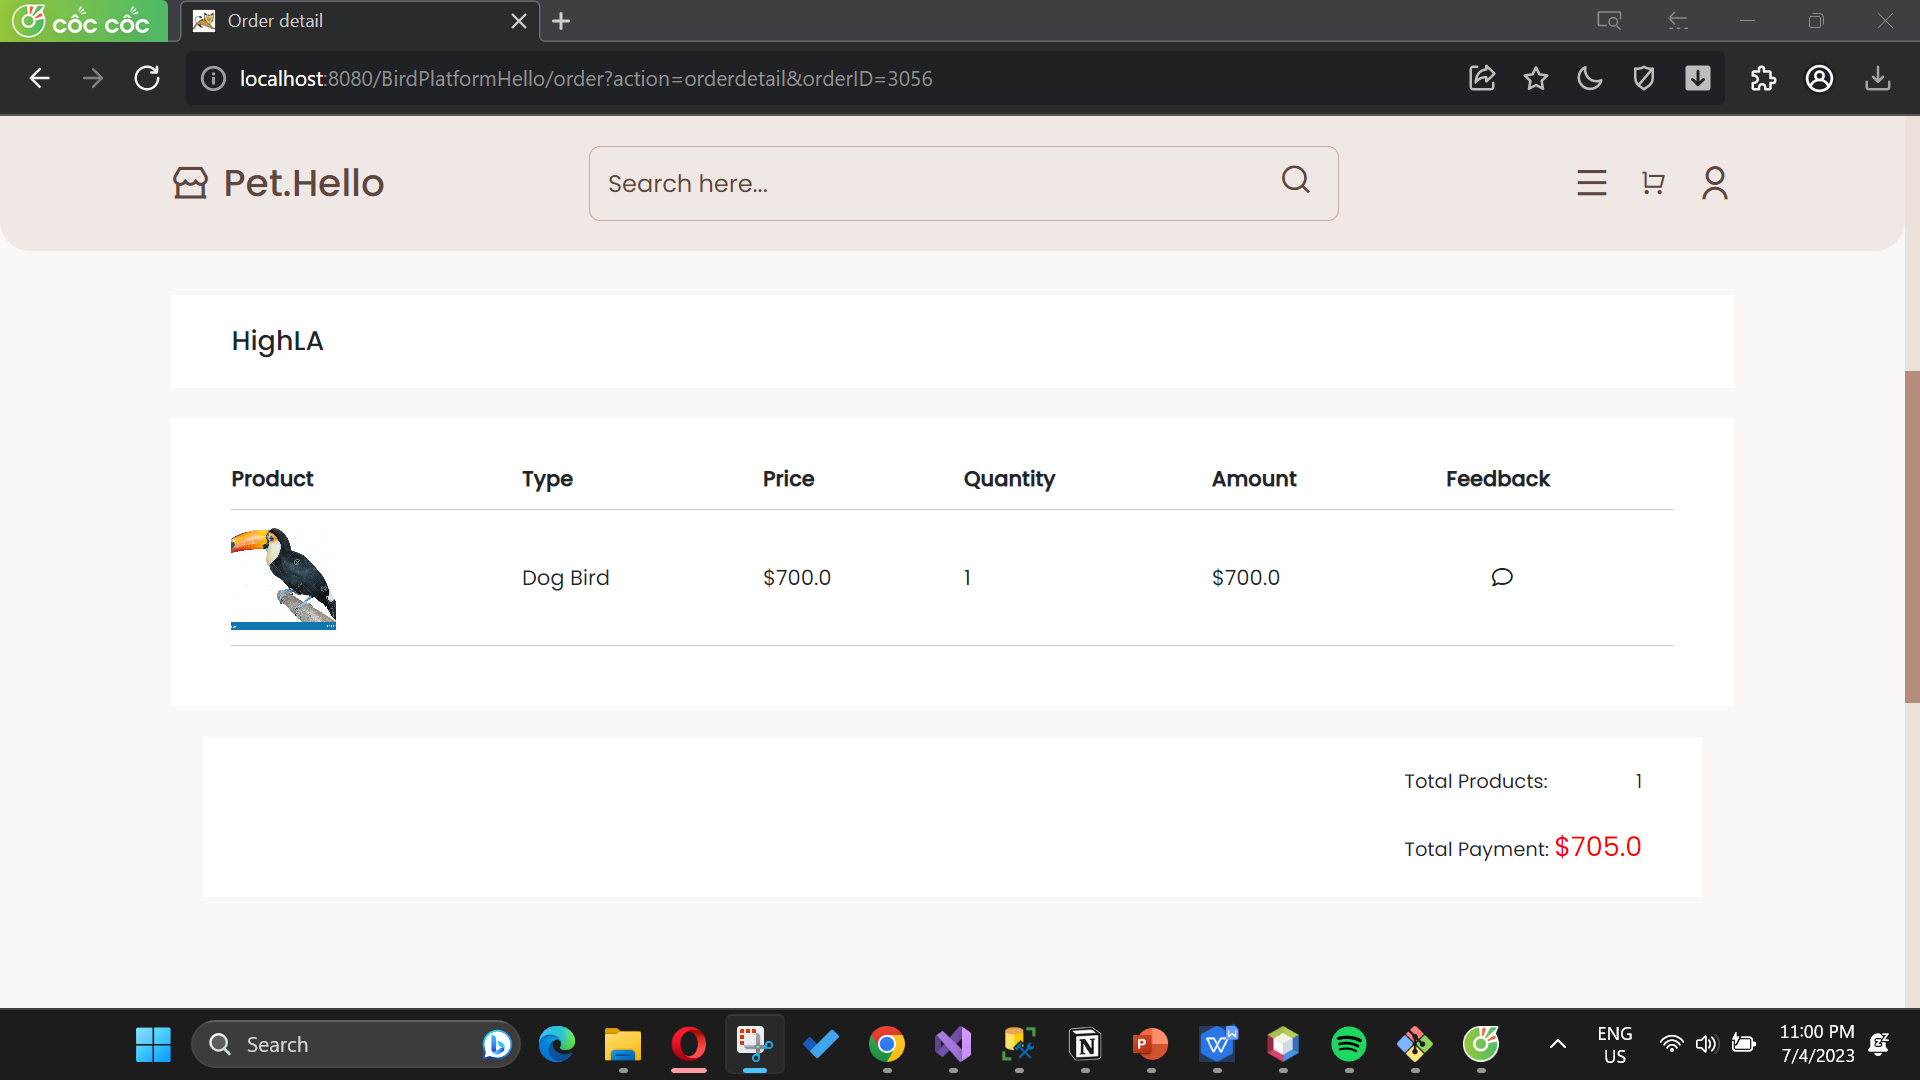 cốc cốc
Order detail
localhost:8080/BirdPlatformHello/order?action=orderdetail&orderID=3056
Pet.Hello
Search here...
HighLA
Product Type Price Quantity Amount Feedback
Dog Bird $700.0 1 $700.0
Total Products: 1
Total Payment: $705.0
Search
ENG
US
11:00 PM
7/4/2023